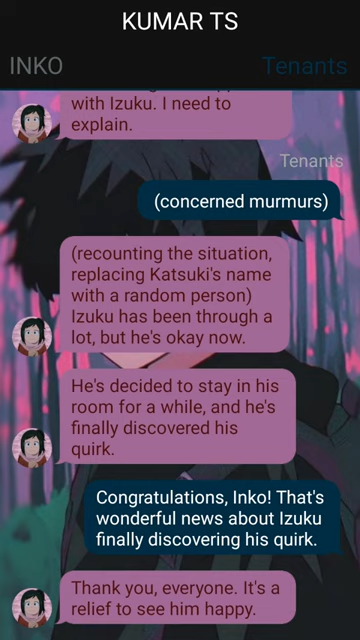 KUMAR TS
INKO
Tenants
with Izuku. I need to
explain.
Tenants
(concerned murmurs)
(recounting the situation,
replacing Katsuki's name
with a random person)
Izuku has been through a
lot, but he's okay now.
He's decided to stay in his
room for a while, and he's
finally discovered his
quirk.
Congratulations, Inko! That's
wonderful news about Izuku
finally discovering his quirk.
Thank you, everyone. It's a
relief to see him happy.